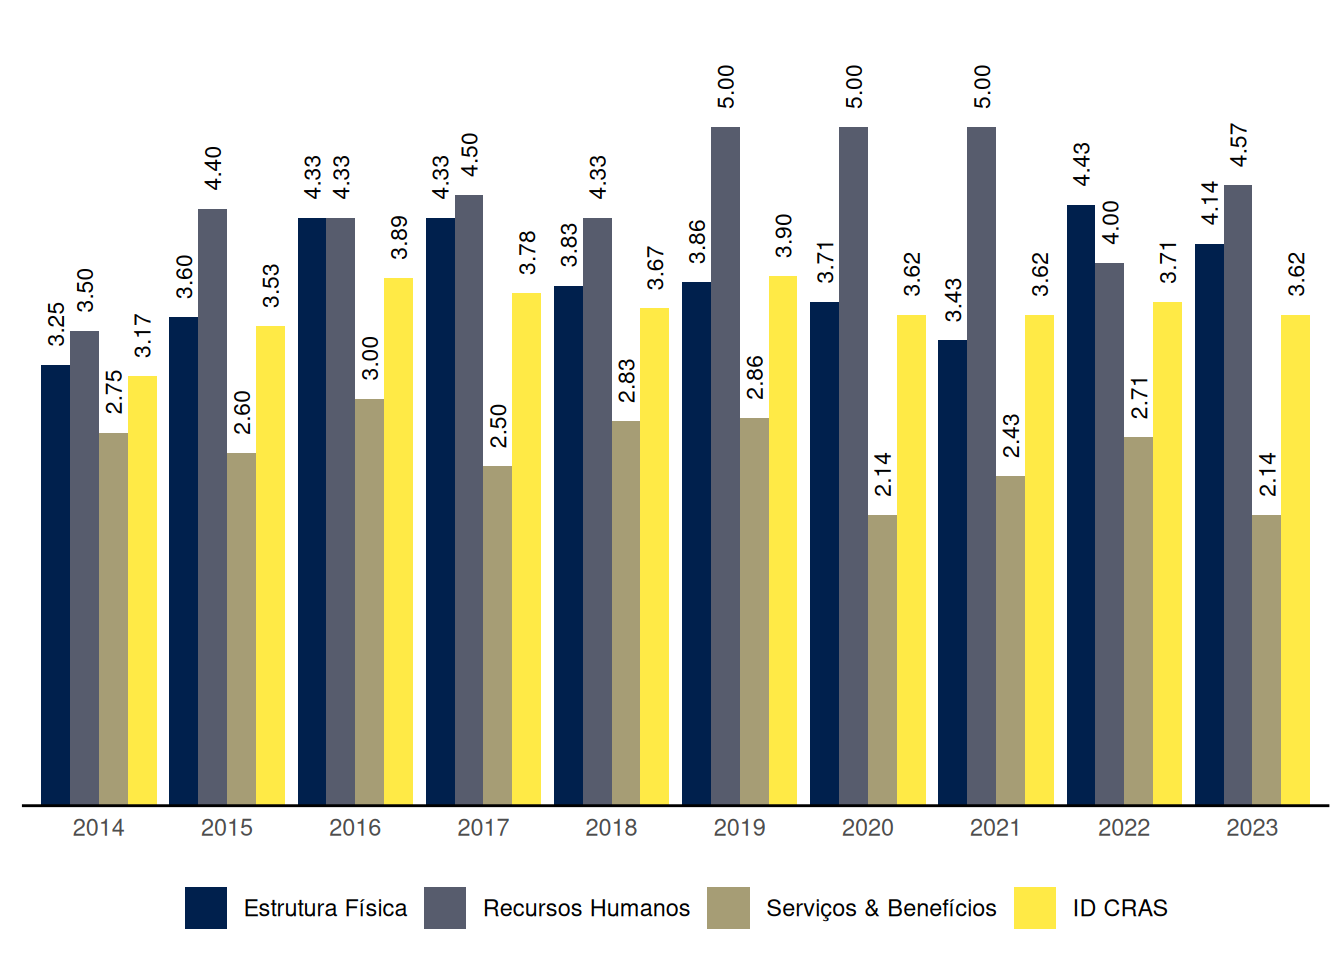 3.25 3.50 2.75 3.17
3.60 4.40 2.60 3.53
4.33 4.33 3.00 3.89
4.33 4.50 2.50 3.78
3.83 4.33 2.83 3.67
3.86 5.00 2.86 3.90
3.71 5.00 2.14 3.62
3.43 5.00 2.43 3.62
4.43 4.00 2.71 3.71
4.14 4.57 2.14 3.62
2014 2015 2016 2017 2018 2019 2020 2021 2022 2023
Estrutura Física Recursos Humanos Serviços & Benefícios ID CRAS